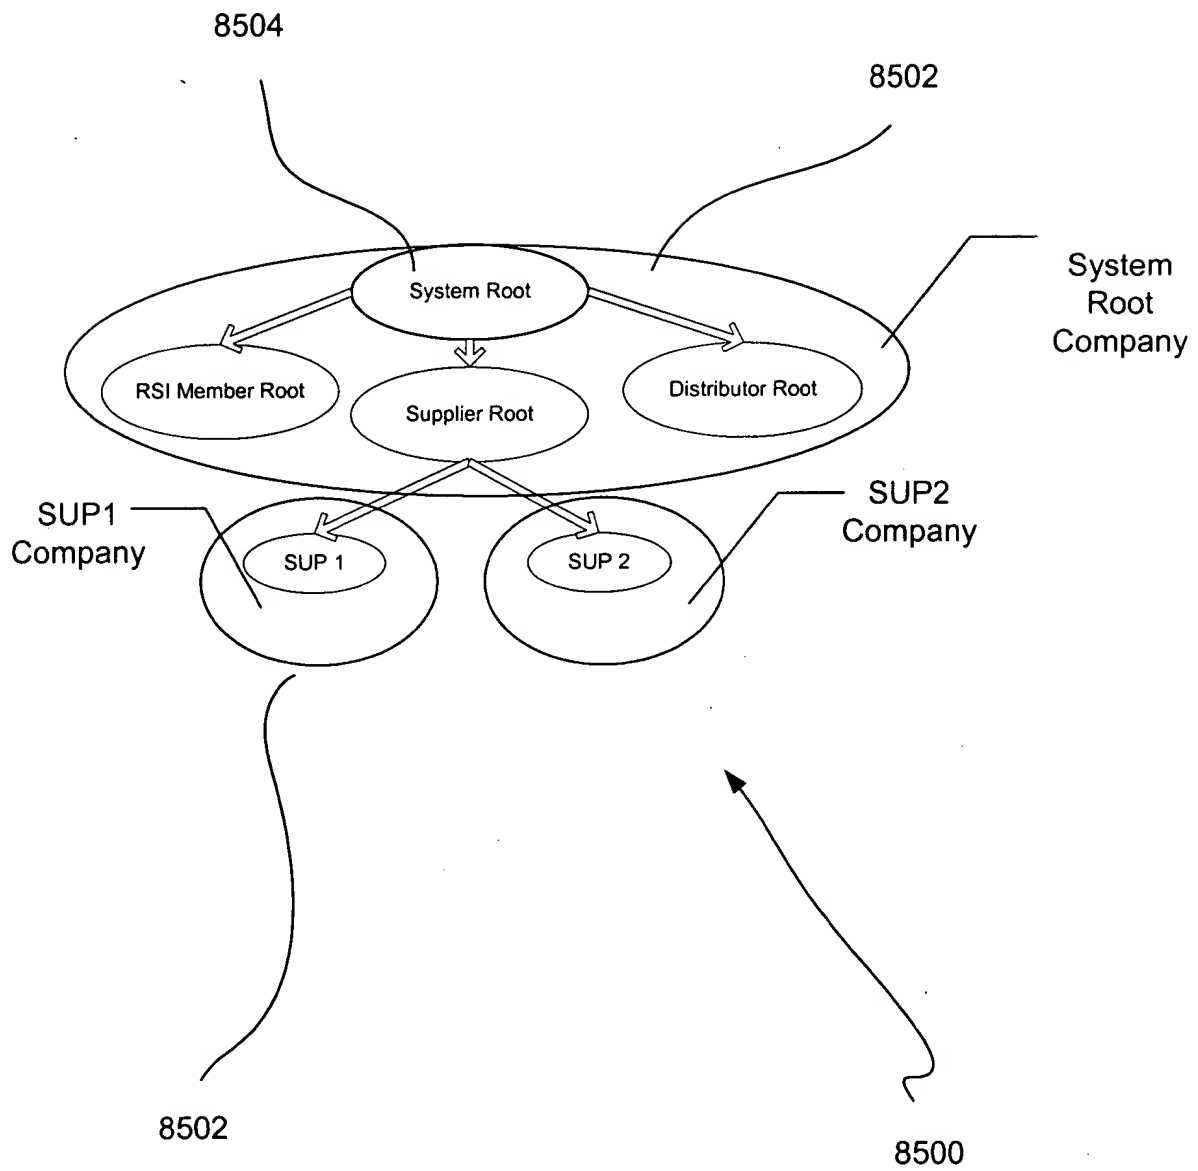 8504
8502
System Root
System
Root
Company
RSI Member Root
Supplier Root
Distributor Root
SUP1
Company
SUP2
Company
SUP 1
SUP 2
8502
8500